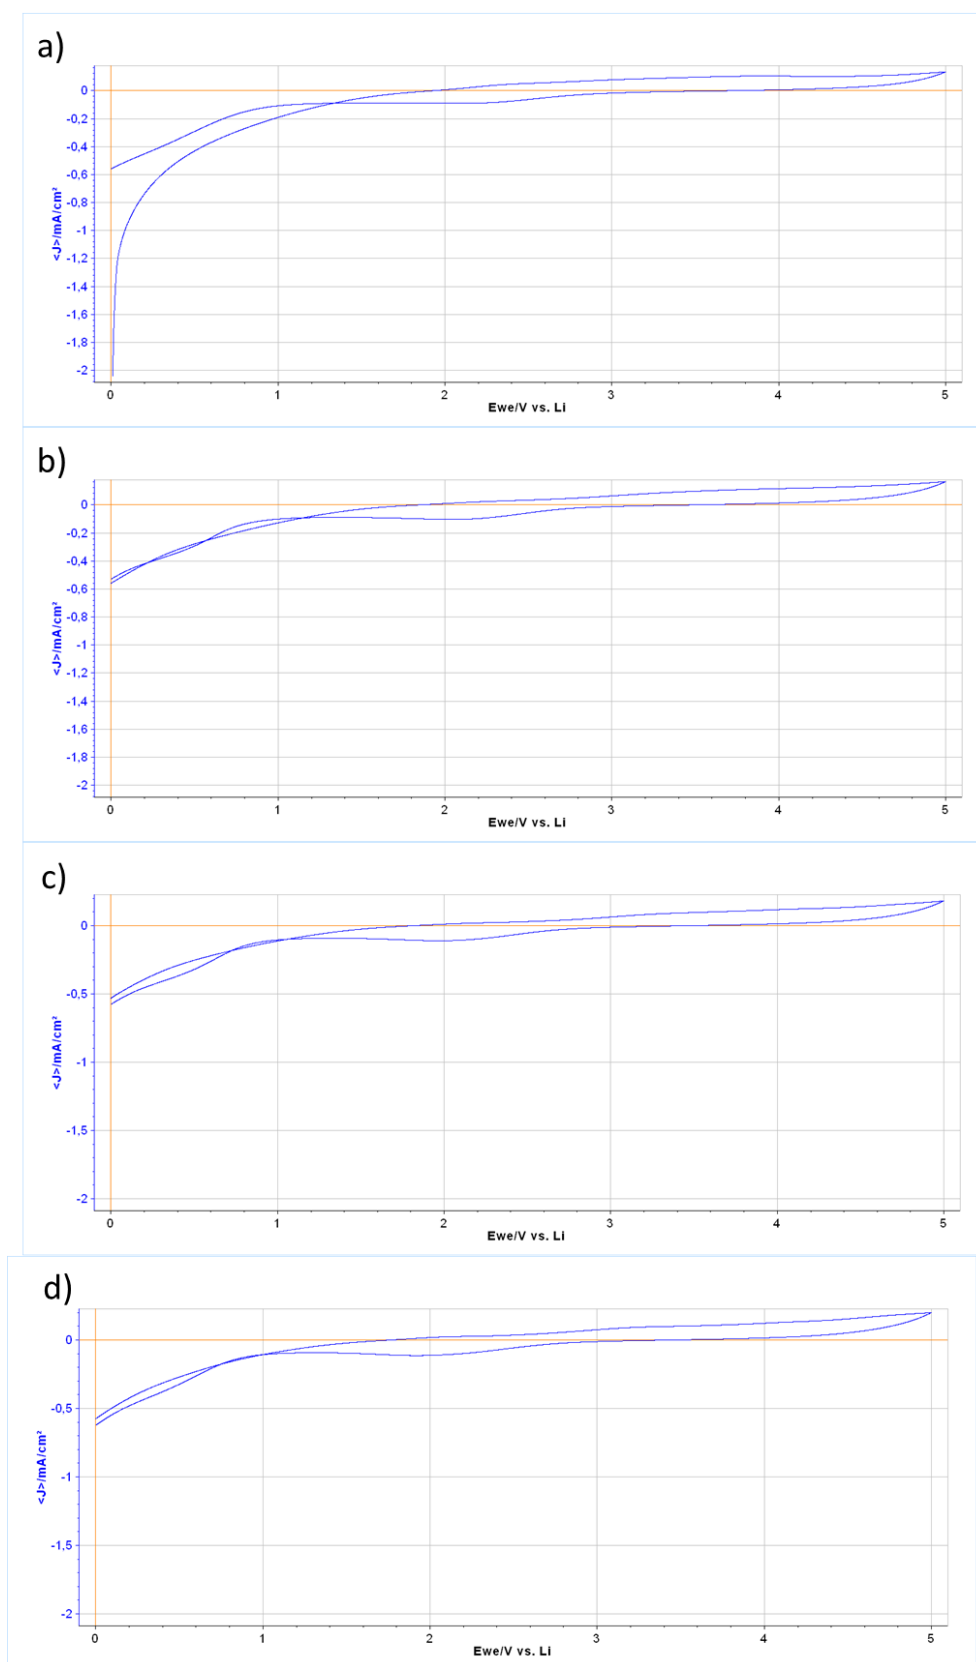 a)
0
-0,2
-0,4
-0,6
-0,8
-1
-1,2
-1,4
-1,6
-1,8
-2
<J>/mA/cm²
0 1 2 3 4 5
Ewe/V vs. Li
b)
0
-0,2
-0,4
-0,6
-0,8
-1
-1,2
-1,4
-1,6
-1,8
-2
<J>/mA/cm²
0 1 2 3 4 5
Ewe/V vs. Li
c)
0
-0,5
-1
-1,5
-2
<J>/mA/cm²
0 1 2 3 4 5
Ewe/V vs. Li
d)
0
-0,5
-1
-1,5
-2
<J>/mA/cm²
0 1 2 3 4 5
Ewe/V vs. Li